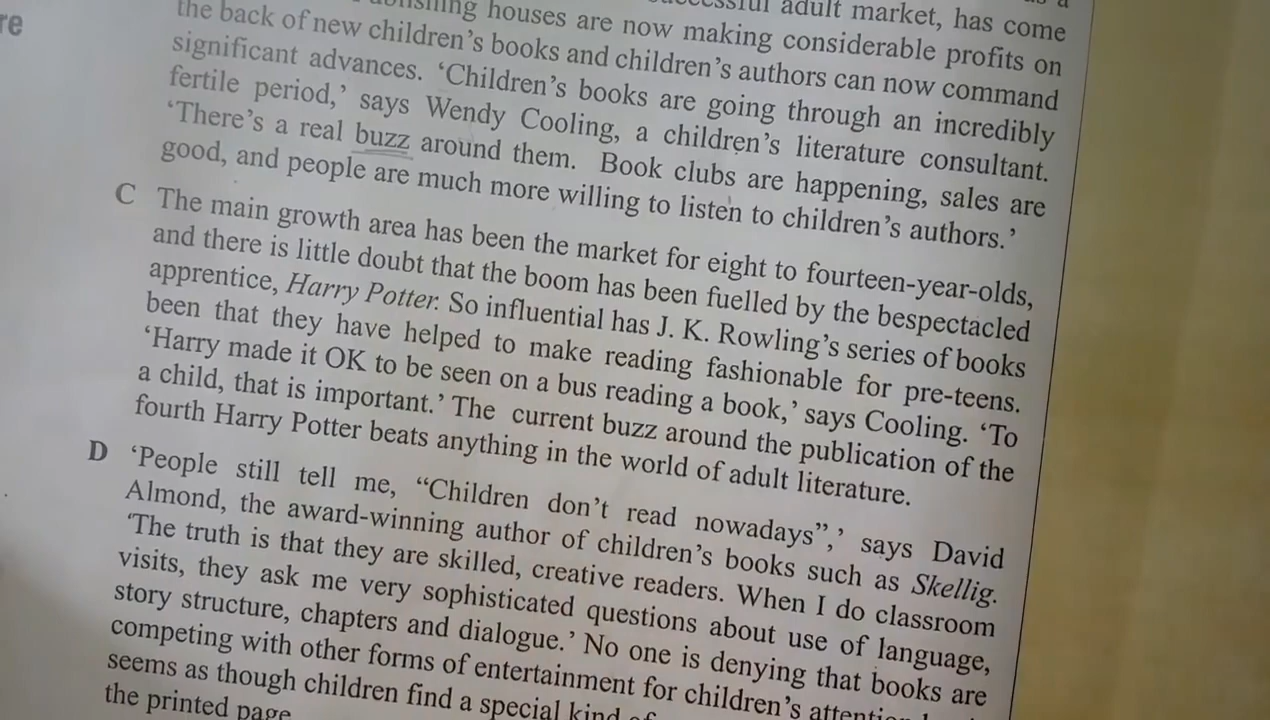 re
adult market, has come
houses are now making considerable profits on
the back of new children's books and children's authors can now command
significant advances. 'Children's books are going through an incredibly
fertile period,' says Wendy Cooling, a children's literature consultant.
'There's a real buzz around them. Book clubs are happening, sales are
good, and people are much more willing to listen to children's authors.'
C The main growth area has been the market for eight to fourteen-year-olds,
and there is little doubt that the boom has been fuelled by the bespectacled
apprentice, Harry Potter. So influential has J. K. Rowling's series of books
been that they have helped to make reading fashionable for pre-teens.
'Harry made it OK to be seen on a bus reading a book,' says Cooling. 'To
a child, that is important.' The current buzz around the publication of the
fourth Harry Potter beats anything in the world of adult literature.
D 'People still tell me, "Children don't read nowadays",' says David
Almond, the award-winning author of children's books such as Skellig.
'The truth is that they are skilled, creative readers. When I do classroom
visits, they ask me very sophisticated questions about use of language,
story structure, chapters and dialogue.' No one is denying that books are
competing with other forms of entertainment for children's
seems as though children find a special kind of
the printed page